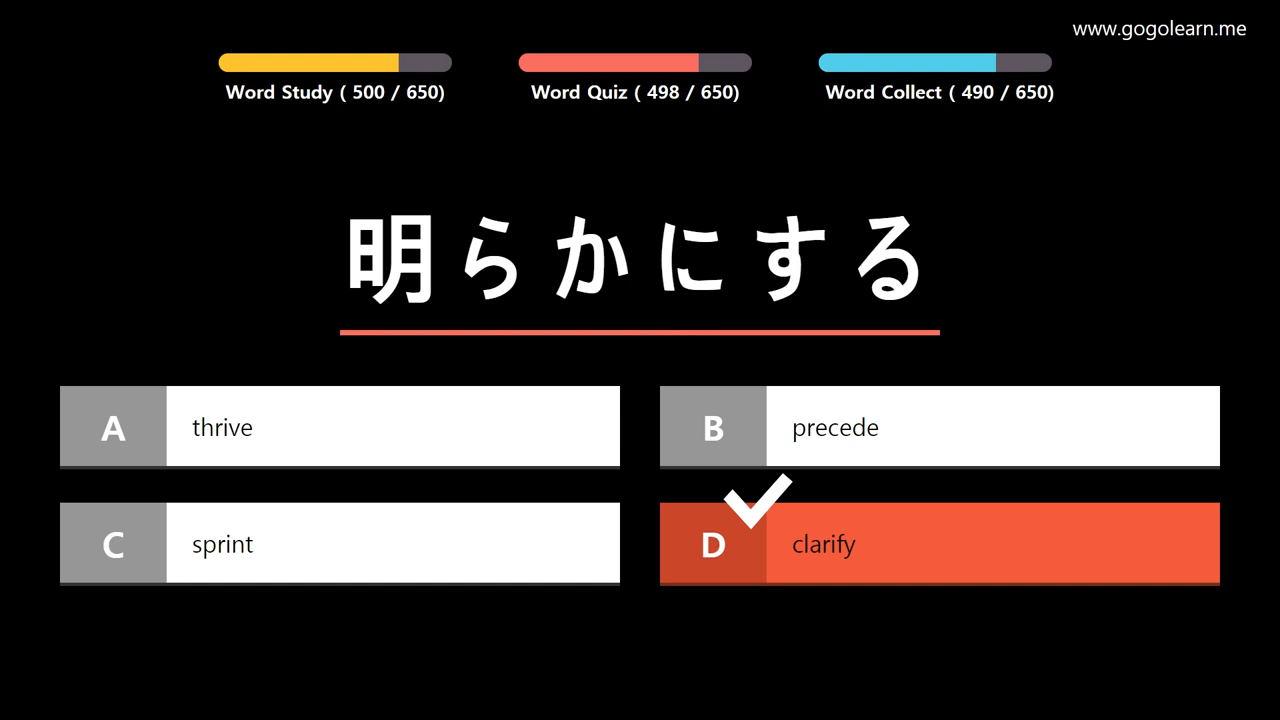 www.gogolearn.me
Word Study ( 500 / 650)
Word Quiz ( 498 / 650)
Word Collect ( 490 / 650)
明らかにする
A thrive
B precede
C sprint
D clarify